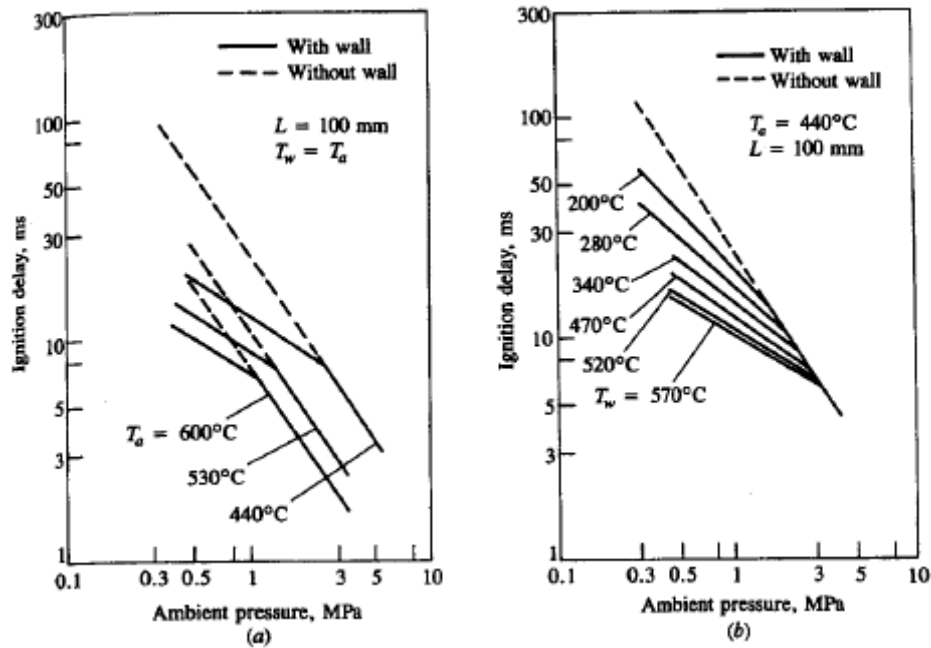 300
100
50
30
10
5
3
1
Ignition delay, ms
With wall
Without wall
L = 100 mm
T_w = T_a
T_a = 600°C
530°C
440°C
0.1 0.3 0.5 1 3 10
Ambient pressure, MPa
(a)
300
100
50
30
10
5
3
1
Ignition delay, ms
With wall
Without wall
T_a = 440°C
L = 100 mm
200°C
280°C
340°C
470°C
520°C
T_w = 570°C
0.1 0.3 0.5 1 3 10
Ambient pressure, MPa
(b)